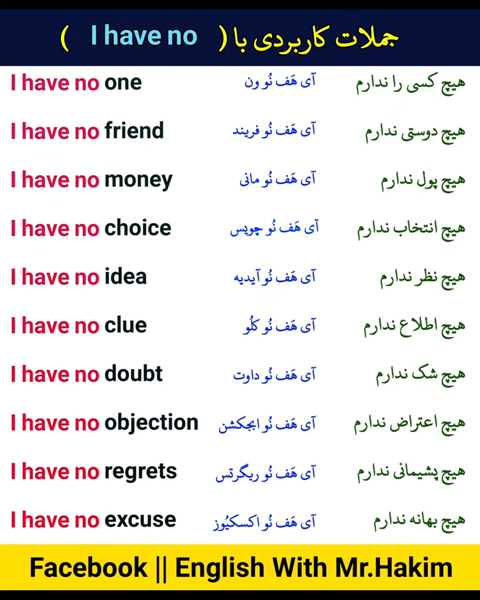 جملات کاربردی با ( I have no )
I have no one آی هَف نُو ون هیچ کسی را ندارم
I have no friend آی هَف نُو فریند هیچ دوستی ندارم
I have no money آی هَف نُو مانی هیچ پول ندارم
I have no choice آی هَف نُو چویس هیچ انتخاب ندارم
I have no idea آی هَف نُو آیدیه هیچ نظر ندارم
I have no clue آی هَف نُو کلُو هیچ اطلاع ندارم
I have no doubt آی هَف نُو داوت هیچ شک ندارم
I have no objection آی هَف نُو ابجکشن هیچ اعتراض ندارم
I have no regrets آی هَف نُو ریگرتس هیچ پشیمانی ندارم
I have no excuse آی هَف نُو اکسکیُوز هیچ بهانه ندارم
Facebook || English With Mr.Hakim